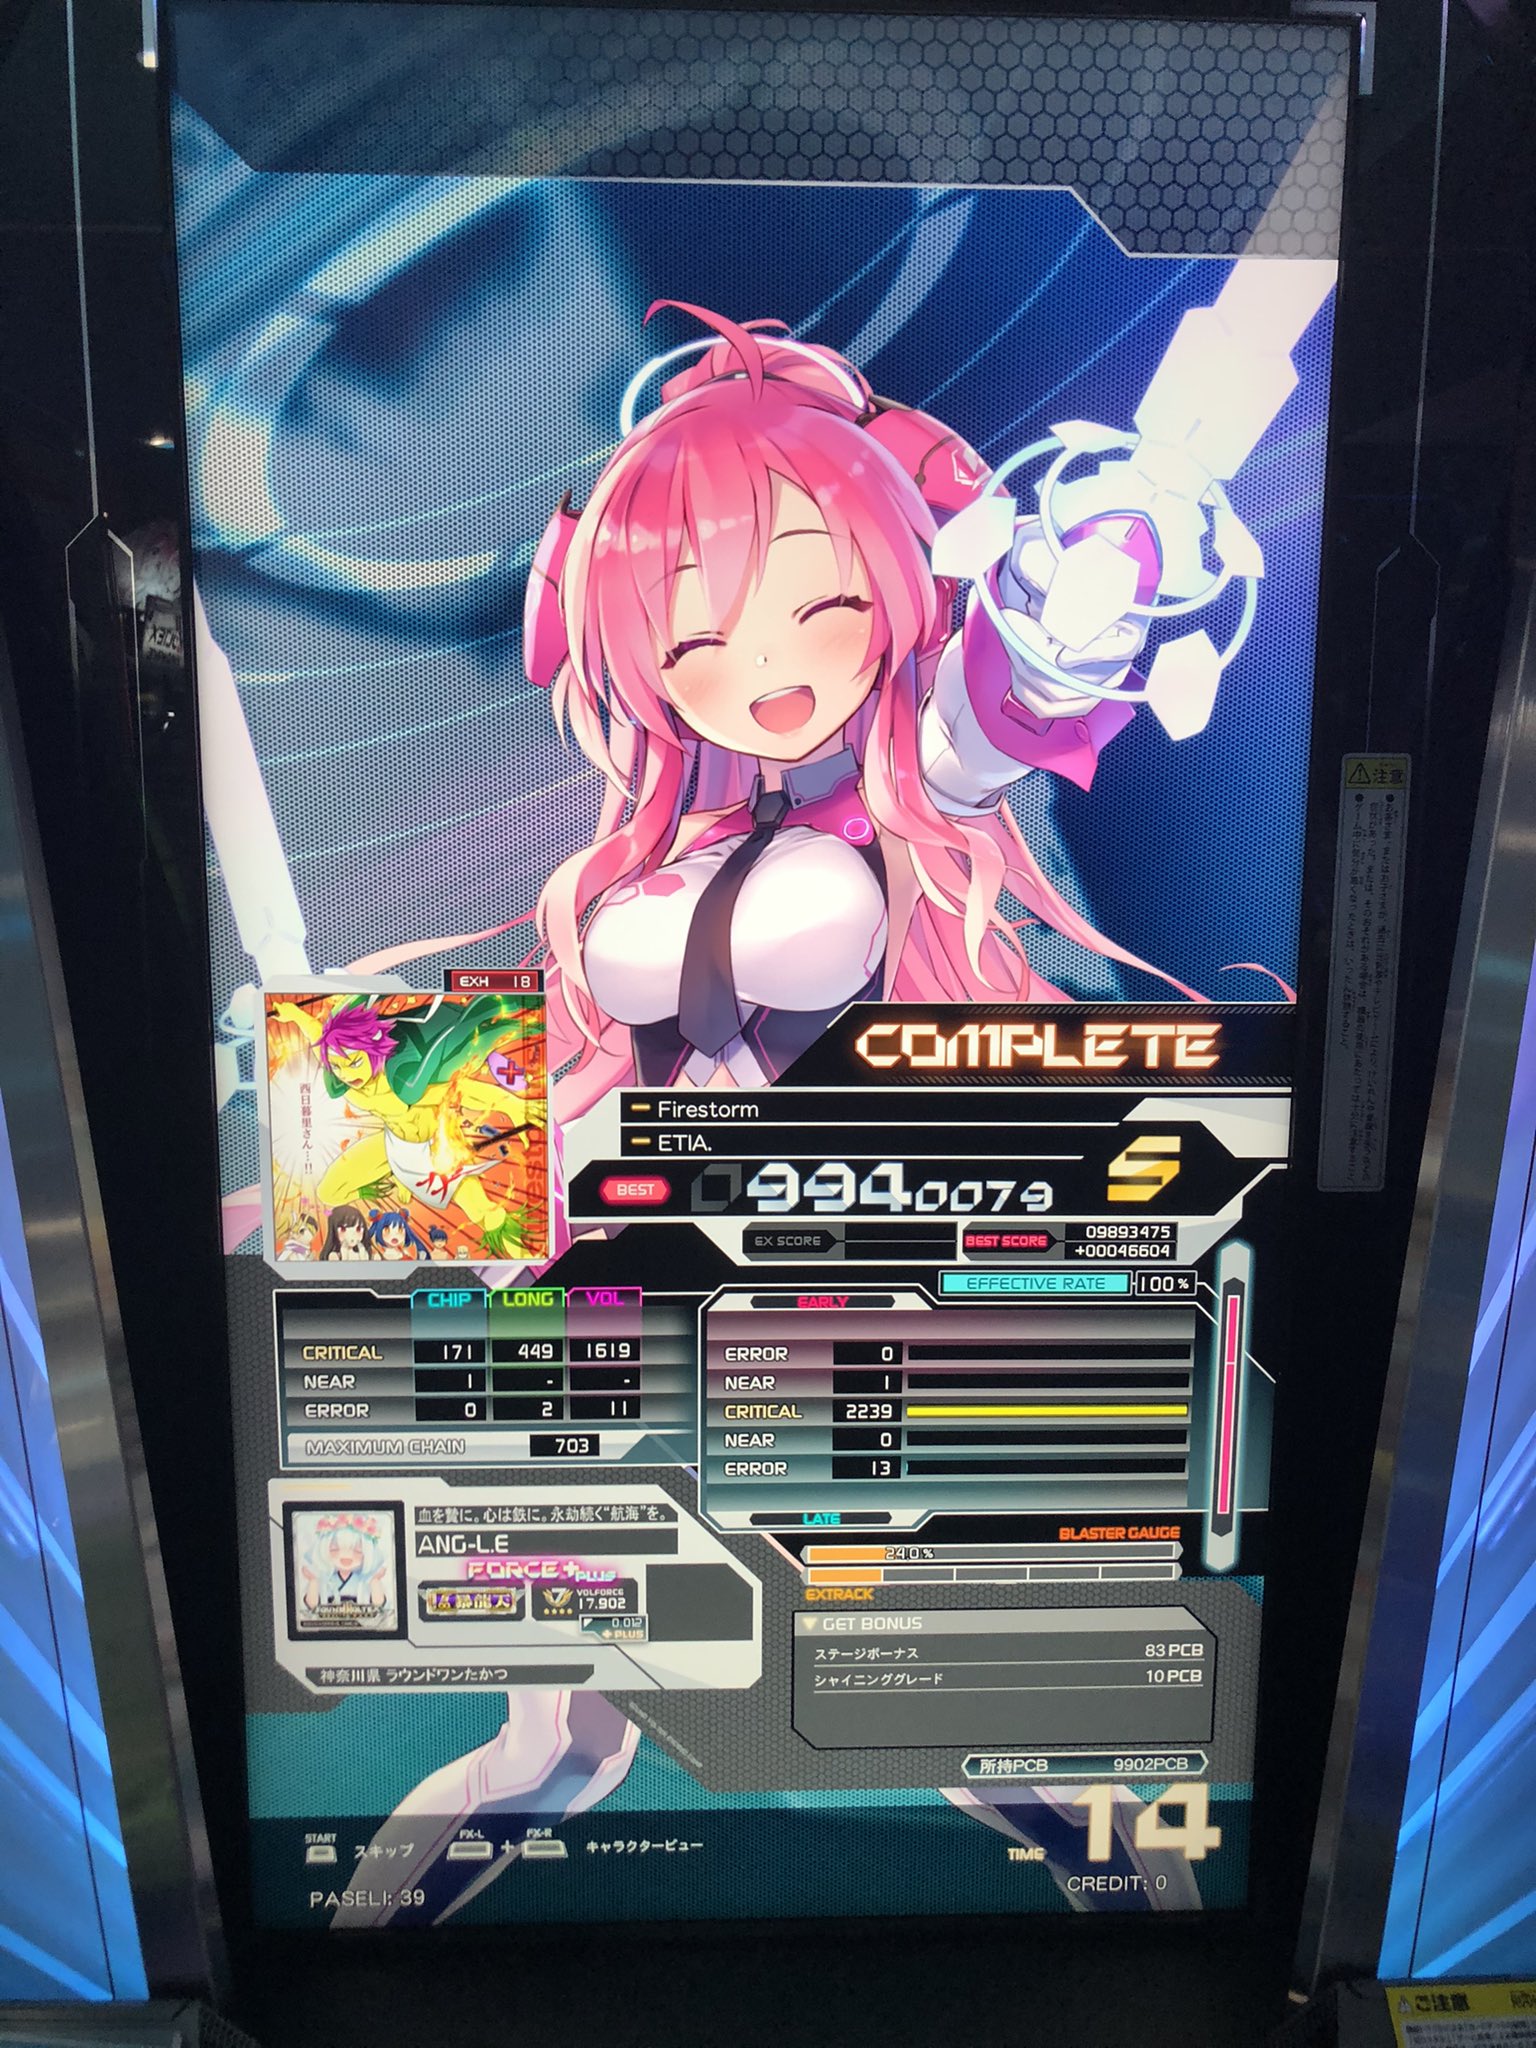 注意
EXH 18
西日暮里さん…!!
COMPLETE
Firestorm
ETIA.
S
BEST 09940079
EX SCORE
BEST SCORE 09893475
+00046604
EFFECTIVE RATE 100%
CHIP LONG VOL
CRITICAL 171 449 1619
NEAR 1 - -
ERROR 0 2 11
MAXIMUM CHAIN 703
EARLY
ERROR 0
NEAR 1
CRITICAL 2239
NEAR 0
ERROR 13
LATE
血を贄に。心は鉄に。永劫続く“航海”を。
ANG-L.E
FORCE+PLUS
VOLFORCE
17.902
0.012
+PLUS
神奈川県 ラウンドワンたかつ
BLASTER GAUGE
24.0%
EXTRACK
GET BONUS
ステージボーナス 83PCB
シャイニンググレード 10PCB
所持PCB 9902PCB
START スキップ FX-L + FX-R キャラクタービュー
TIME 14
PASELI: 39
CREDIT: 0
ご注意